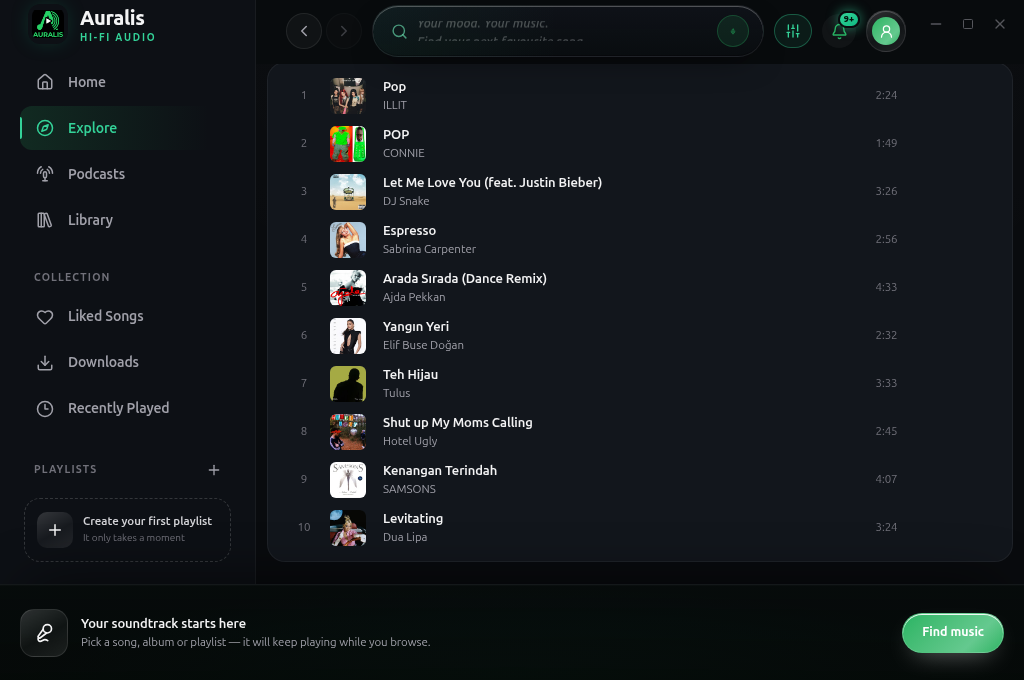 AURALIS
Auralis
HI-FI AUDIO
Home
Explore
Podcasts
Library
COLLECTION
Liked Songs
Downloads
Recently Played
PLAYLISTS
Create your first playlist
It only takes a moment
Your mood. Your music.
Find your next favourite song
9+
1
Pop
ILLIT
2:24
2
POP
CONNIE
1:49
3
Let Me Love You (feat. Justin Bieber)
DJ Snake
3:26
4
Espresso
Sabrina Carpenter
2:56
5
Arada Sırada (Dance Remix)
Ajda Pekkan
4:33
6
Yangın Yeri
Elif Buse Doğan
2:32
7
Teh Hijau
Tulus
3:33
8
Shut up My Moms Calling
Hotel Ugly
2:45
9
Kenangan Terindah
SAMSONS
4:07
10
Levitating
Dua Lipa
3:24
Your soundtrack starts here
Pick a song, album or playlist — it will keep playing while you browse.
Find music